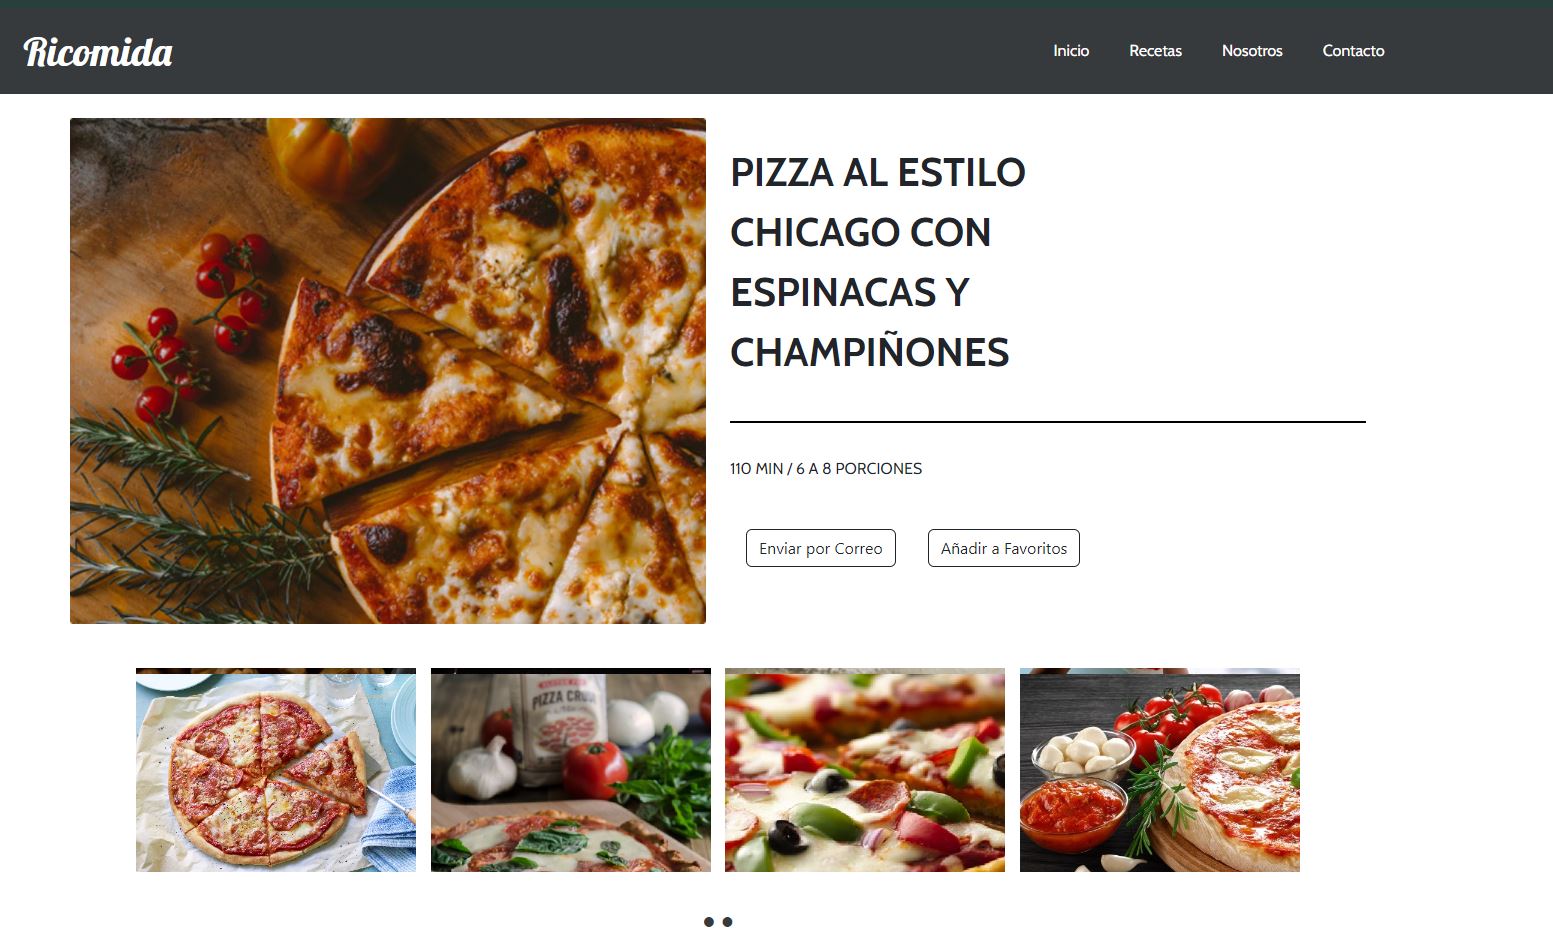 Ricomida
Inicio Recetas Nosotros Contacto
PIZZA AL ESTILO
CHICAGO CON
ESPINACAS Y
CHAMPIÑONES
110 MIN / 6 A 8 PORCIONES
Enviar por Correo Añadir a Favoritos
PIZZA